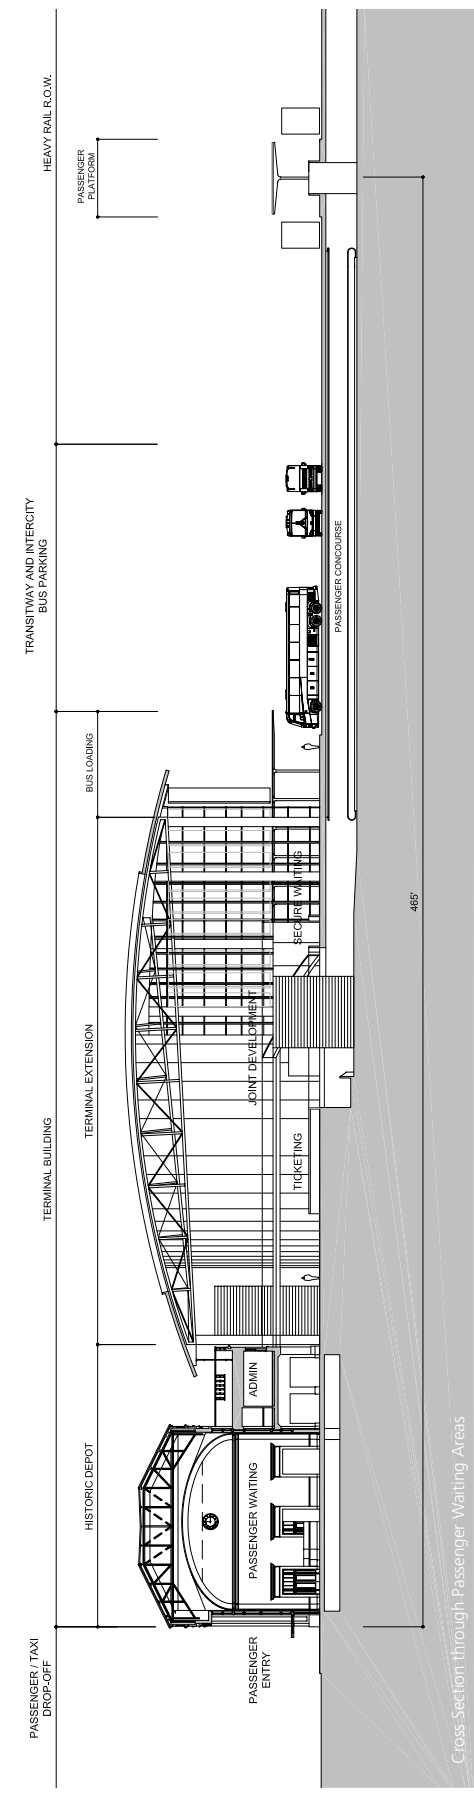 PASSENGER / TAXI
DROP-OFF
TERMINAL BUILDING
TRANSITWAY AND INTERCITY
BUS PARKING
HEAVY RAIL R.O.W.
HISTORIC DEPOT
TERMINAL EXTENSION
BUS LOADING
PASSENGER
PLATFORM
PASSENGER
ENTRY
PASSENGER WAITING
ADMIN
JOINT DEVELOPMENT
TICKETING
SECURE WAITING
PASSENGER CONCOURSE
465'
Cross-Section through Passenger Waiting Areas